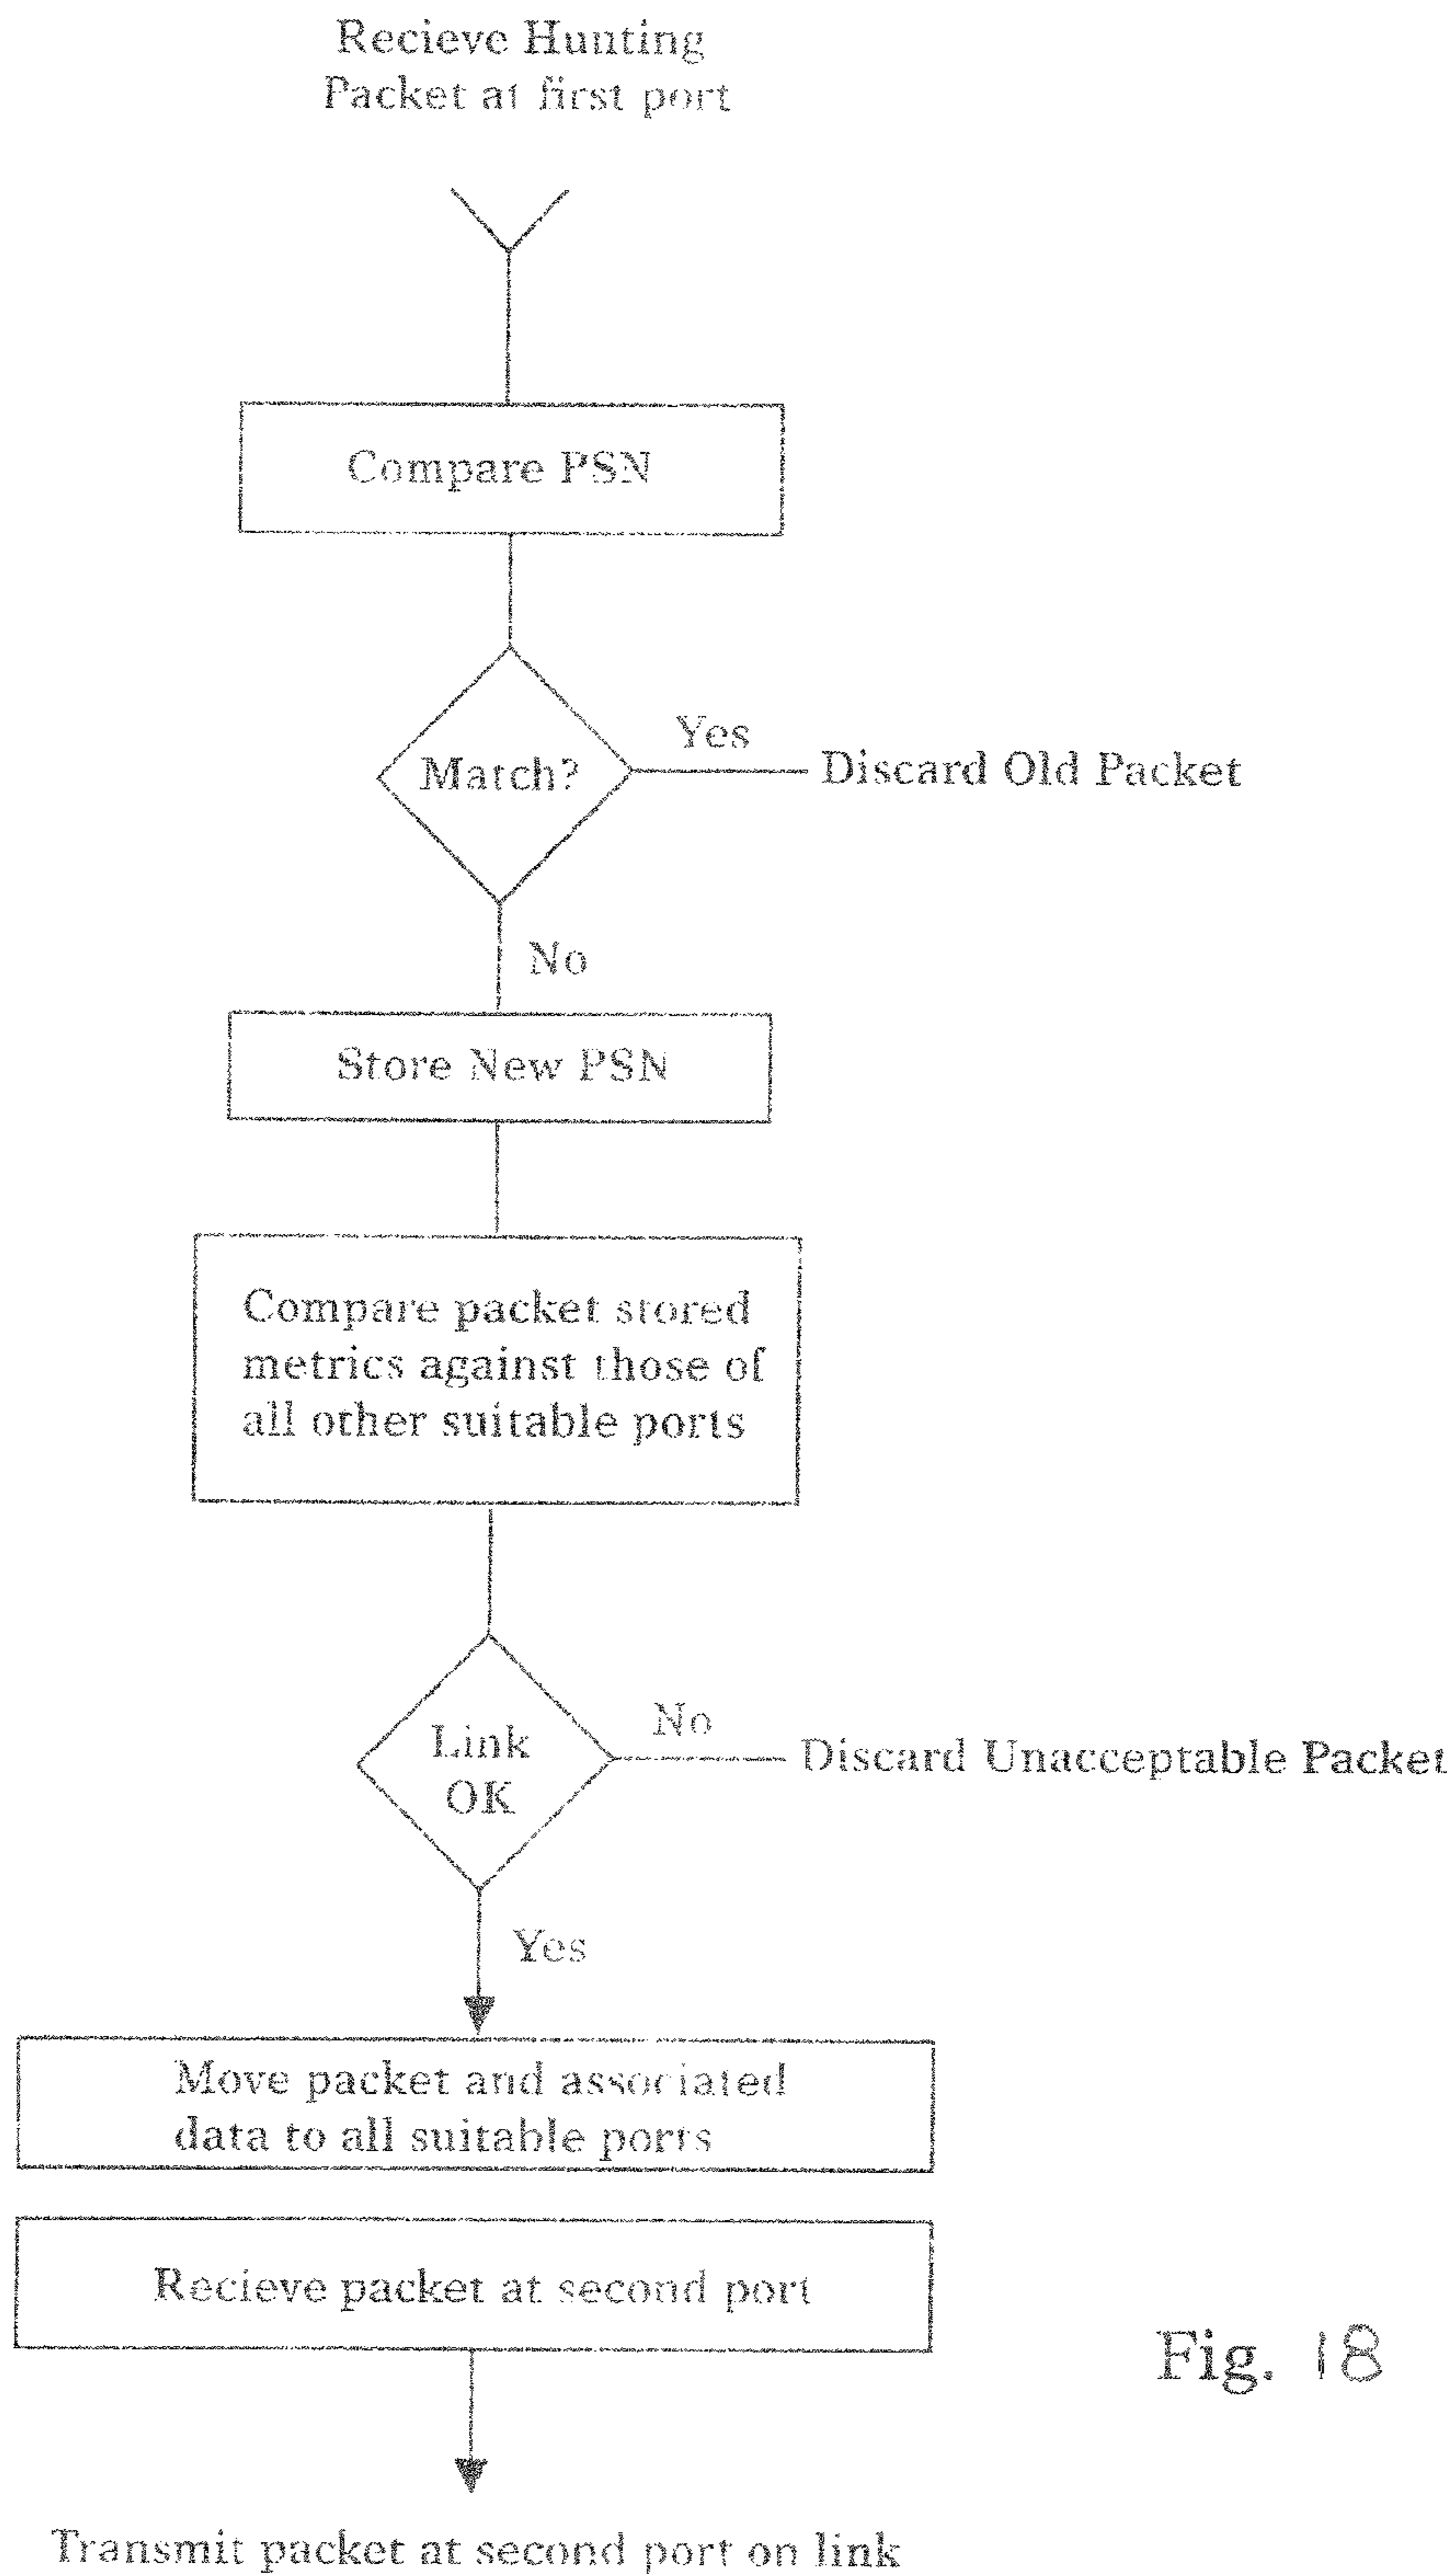 Recieve Hunting
Packet at first port
Compare PSN
Match?
Yes
Discard Old Packet
No
Store New PSN
Compare packet stored
metrics against those of
all other suitable ports
Link
OK
No
Discard Unacceptable Packet
Yes
Move packet and associated
data to all suitable ports
Recieve packet at second port
Fig. 18
Transmit packet at second port on link